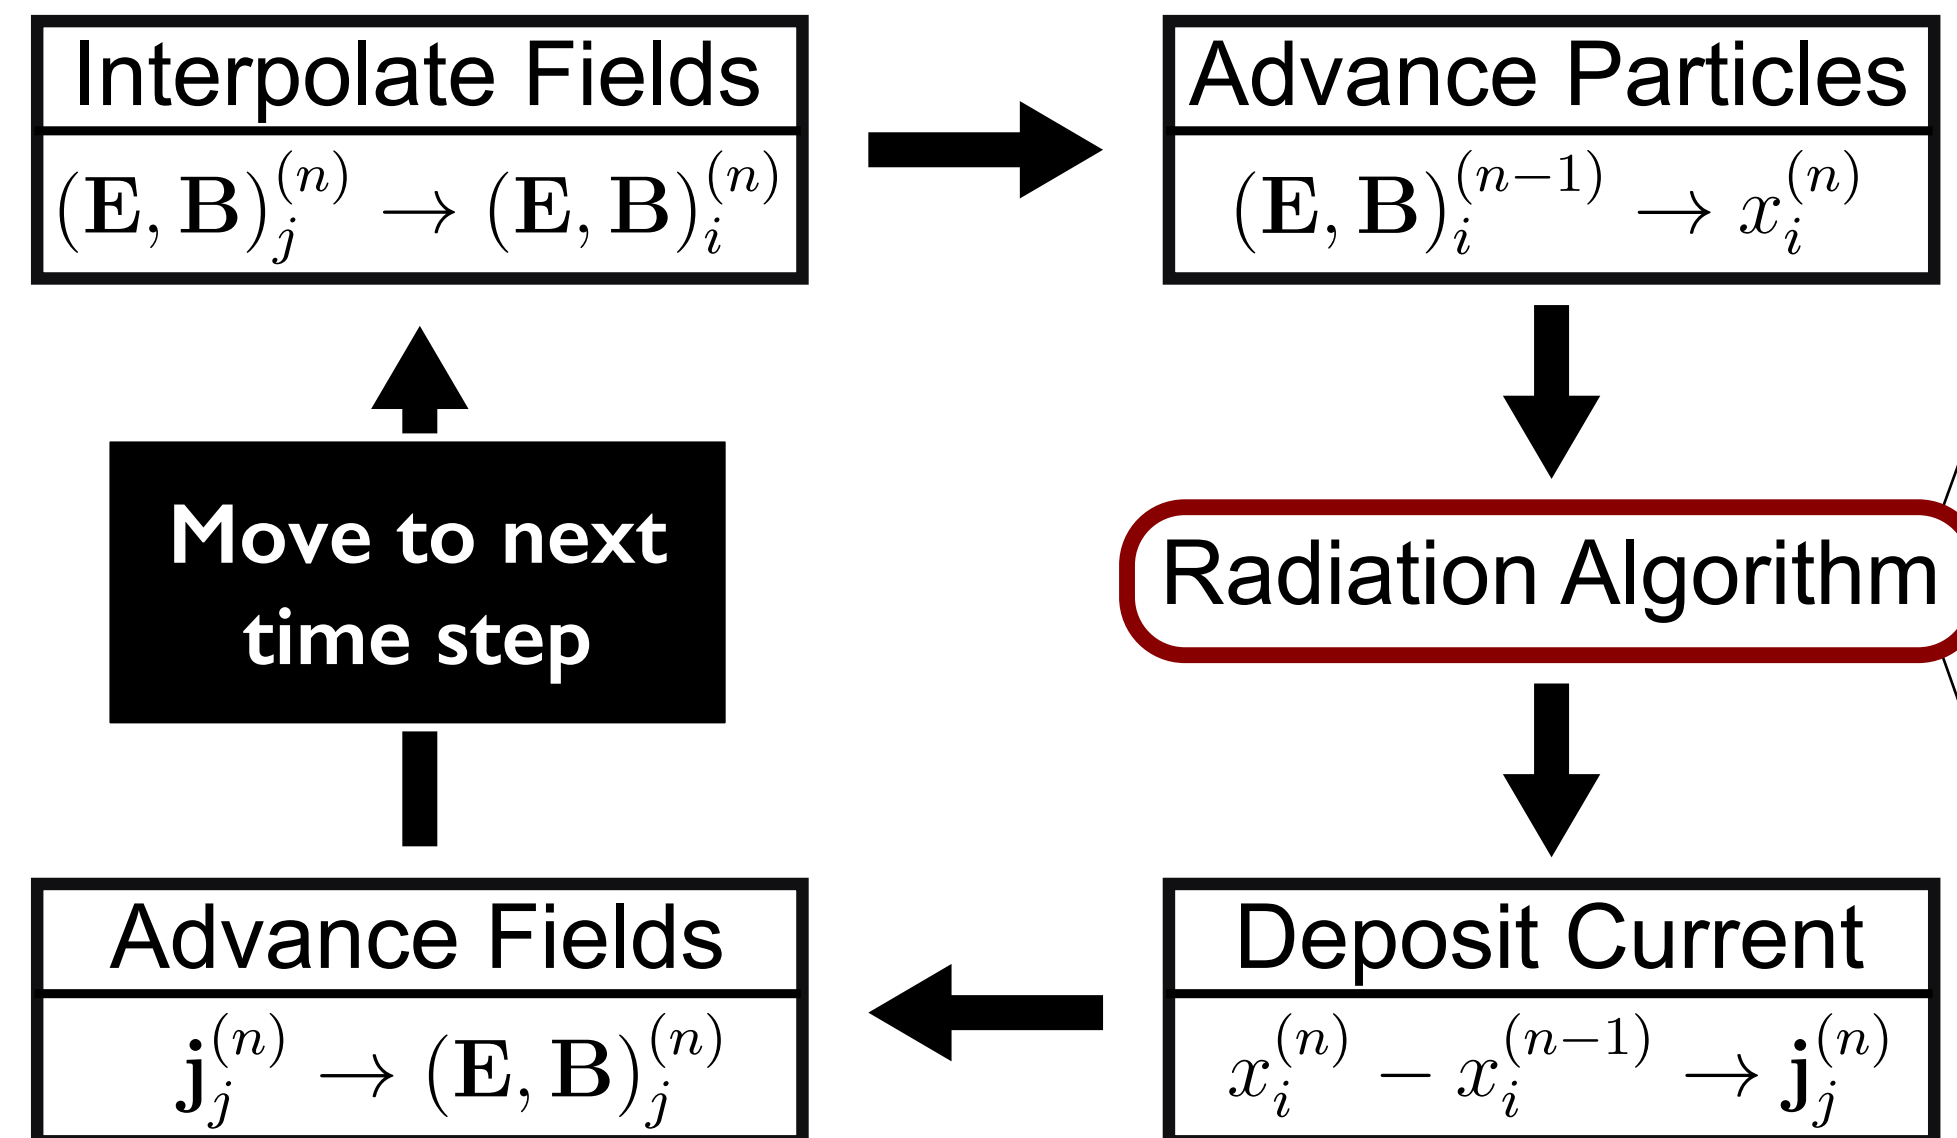 Interpolate Fields
(E, B)_j^{(n)} → (E, B)_i^{(n)}
Advance Particles
(E, B)_i^{(n−1)} → x_i^{(n)}
Radiation Algorithm
Deposit Current
x_i^{(n)} − x_i^{(n−1)} → j_j^{(n)}
Advance Fields
j_j^{(n)} → (E, B)_j^{(n)}
Move to next
time step